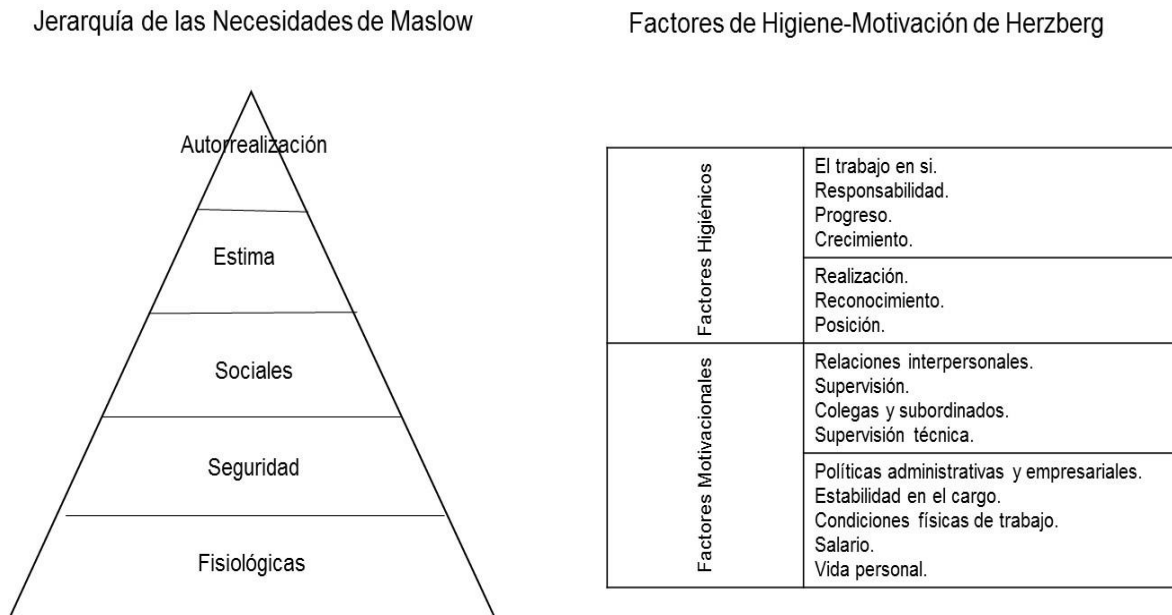 Jerarquía de las Necesidades de Maslow
Autorrealización
Estima
Sociales
Seguridad
Fisiológicas
Factores de Higiene-Motivación de Herzberg
Factores Higiénicos
El trabajo en si.
Responsabilidad.
Progreso.
Crecimiento.
Realización.
Reconocimiento.
Posición.
Factores Motivacionales
Relaciones interpersonales.
Supervisión.
Colegas y subordinados.
Supervisión técnica.
Políticas administrativas y empresariales.
Estabilidad en el cargo.
Condiciones físicas de trabajo.
Salario.
Vida personal.